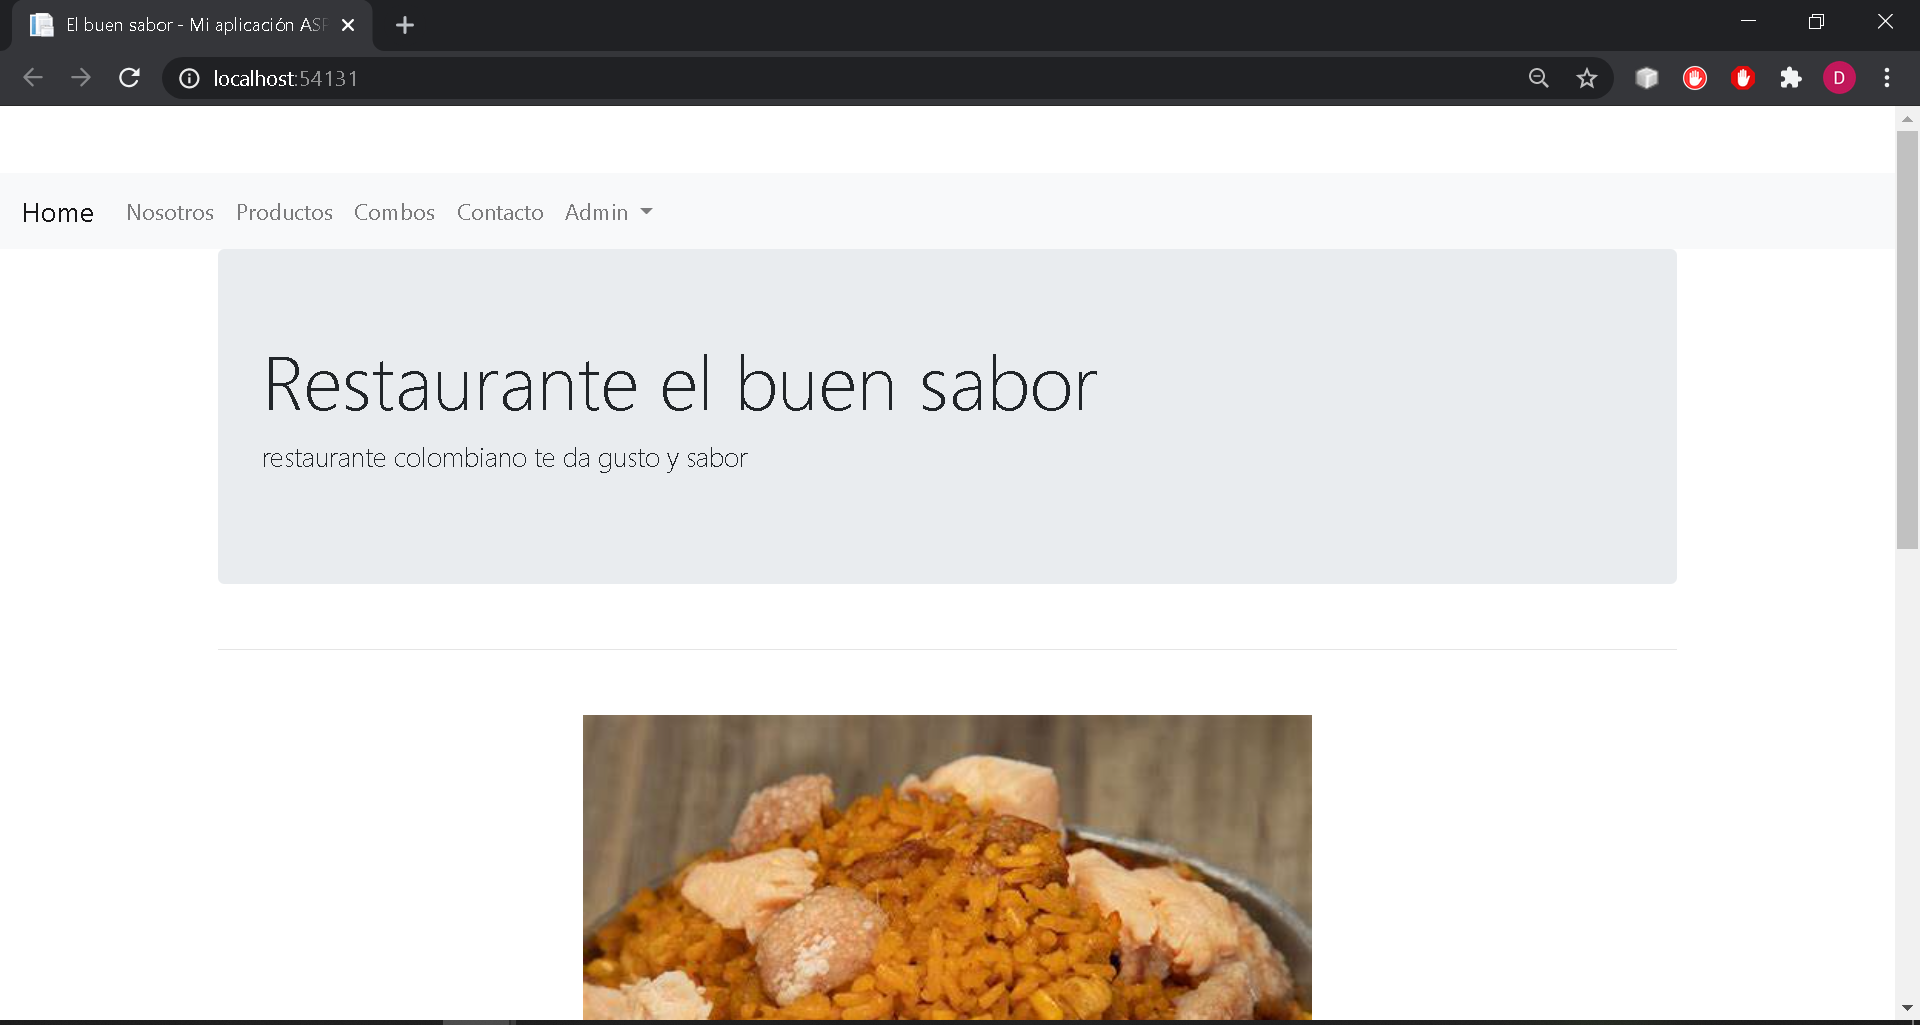 El buen sabor - Mi aplicación ASP
localhost:54131
D
Home Nosotros Productos Combos Contacto Admin
Restaurante el buen sabor
restaurante colombiano te da gusto y sabor